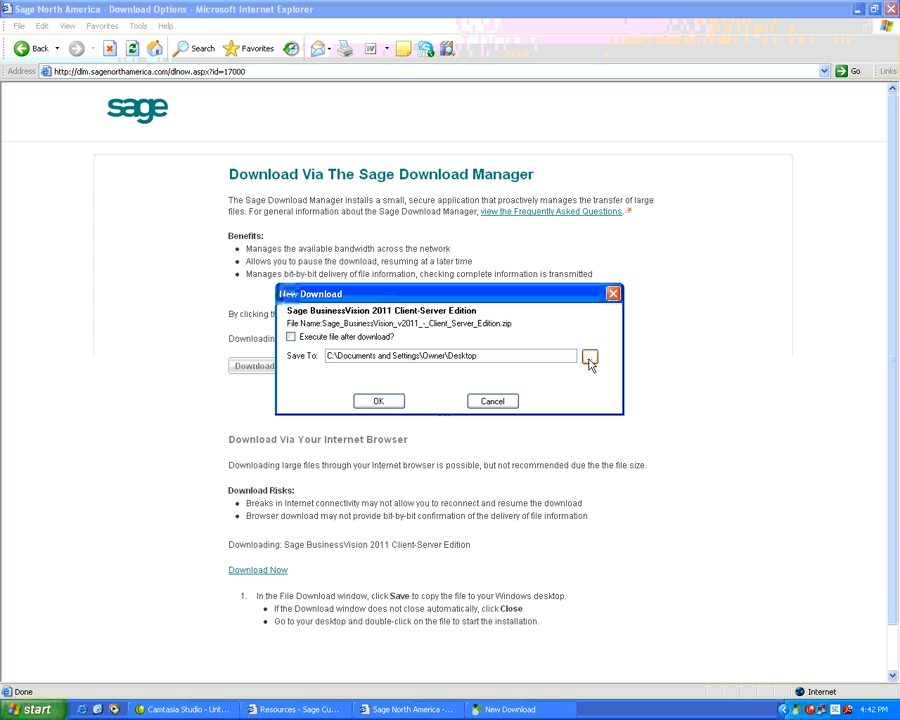 Sage North America - Download Options - Microsoft Internet Explorer
File Edit View Favorites Tools Help
Back Search Favorites
Address http://dlm.sagenorthamerica.com/dlnow.aspx?id=17000 Go Links
sage
Download Via The Sage Download Manager
The Sage Download Manager installs a small, secure application that proactively manages the transfer of large
files. For general information about the Sage Download Manager, view the Frequently Asked Questions.
Benefits:
Manages the available bandwidth across the network
Allows you to pause the download, resuming at a later time
Manages bit-by-bit delivery of file information, checking complete information is transmitted
By clicking
Downloading
Download
New Download
Sage BusinessVision 2011 Client-Server Edition
File Name:Sage_BusinessVision_v2011_-_Client_Server_Edition.zip
Execute file after download?
Save To: C:\Documents and Settings\Owner\Desktop
OK Cancel
Download Via Your Internet Browser
Downloading large files through your Internet browser is possible, but not recommended due the the file size.
Download Risks:
Breaks in Internet connectivity may not allow you to reconnect and resume the download
Browser download may not provide bit-by-bit confirmation of the delivery of file information
Downloading: Sage BusinessVision 2011 Client-Server Edition
Download Now
1. In the File Download window, click Save to copy the file to your Windows desktop.
If the Download window does not close automatically, click Close
Go to your desktop and double-click on the file to start the installation.
Done Internet
start Camtasia Studio - Unt... Resources - Sage Cu... Sage North America -... New Download 4:42 PM